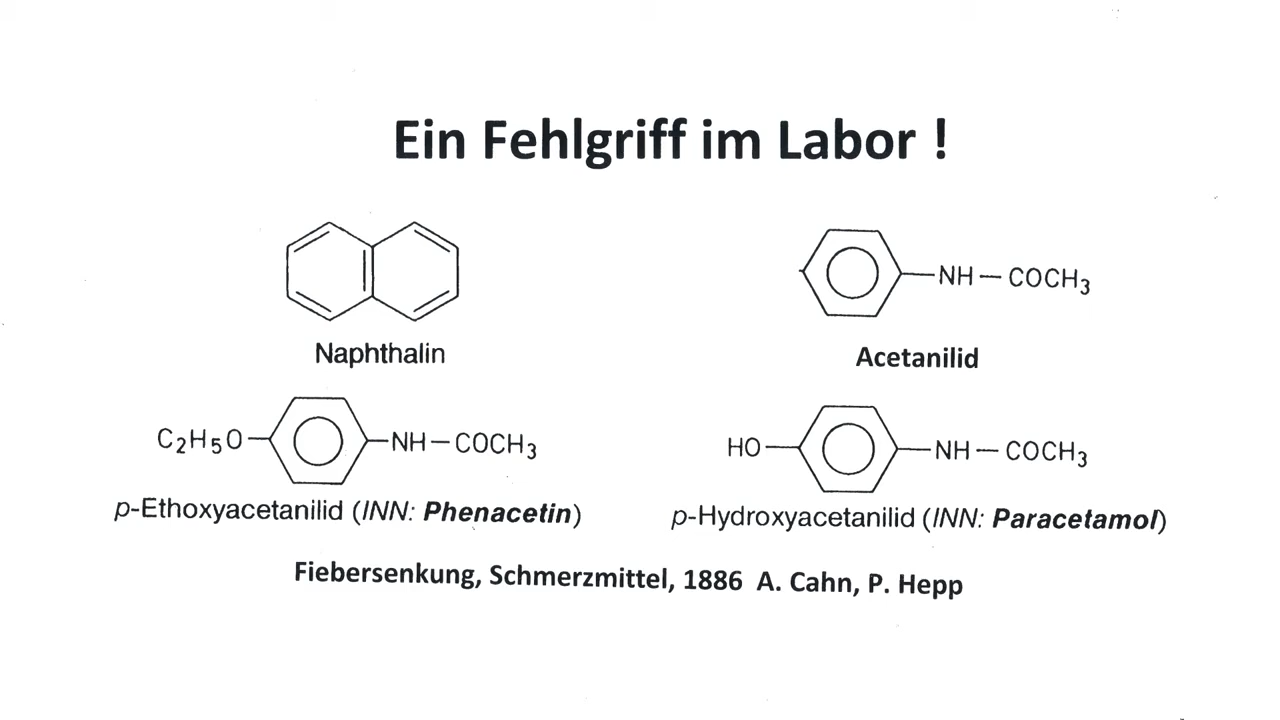 Ein Fehlgriff im Labor !
Naphthalin
NH — COCH₃
Acetanilid
C₂H₅O — NH — COCH₃
p-Ethoxyacetanilid (INN: Phenacetin)
HO — NH — COCH₃
p-Hydroxyacetanilid (INN: Paracetamol)
Fiebersenkung, Schmerzmittel, 1886 A. Cahn, P. Hepp